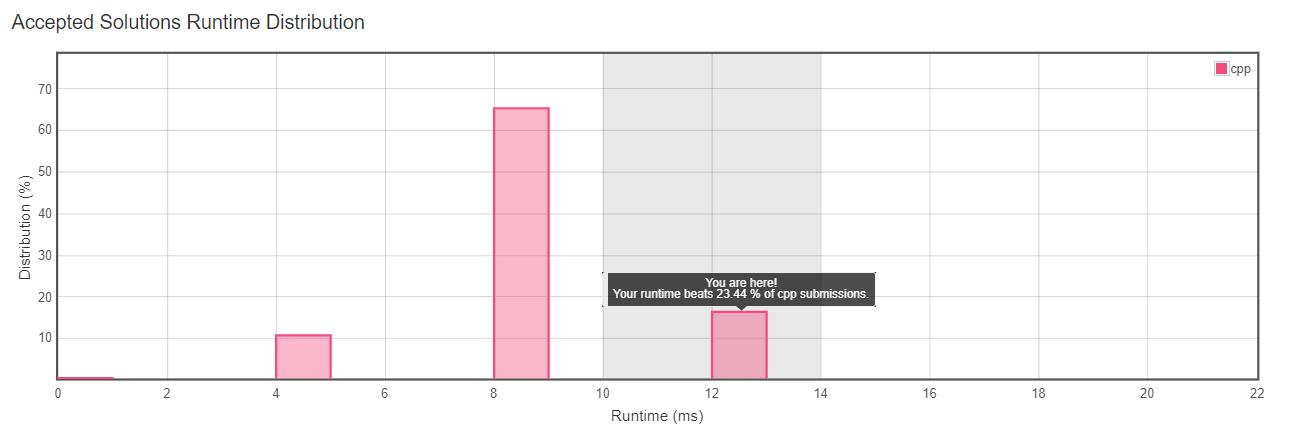 Accepted Solutions Runtime Distribution
cpp
70
60
50
40
30
20
10
Distribution (%)
You are here!
Your runtime beats 23.44 % of cpp submissions.
0 2 4 6 8 10 12 14 16 18 20 22
Runtime (ms)